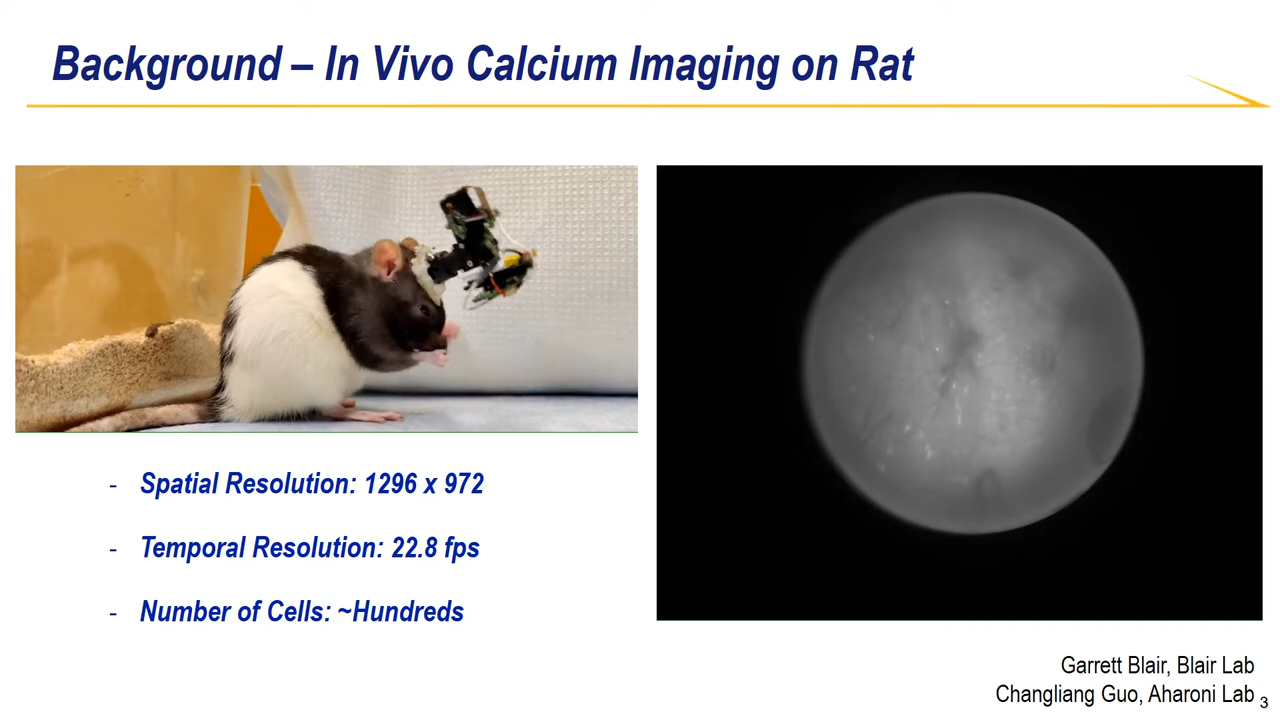 Background – In Vivo Calcium Imaging on Rat
- Spatial Resolution: 1296 x 972
- Temporal Resolution: 22.8 fps
- Number of Cells: ~Hundreds
Garrett Blair, Blair Lab
Changliang Guo, Aharoni Lab
3